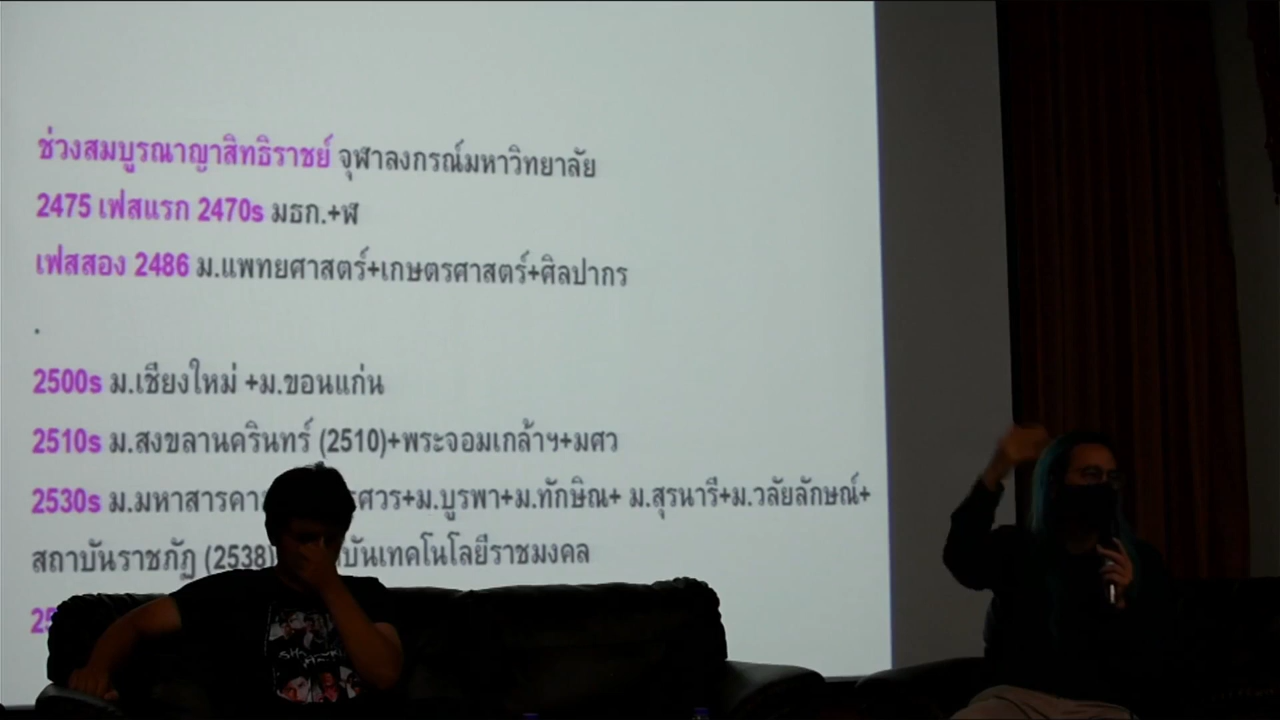 ช่วงสมบูรณาญาสิทธิราชย์ จุฬาลงกรณ์มหาวิทยาลัย
2475 เฟสแรก 2470s มธก.+ฬ
เฟสสอง 2486 ม.แพทยศาสตร์+เกษตรศาสตร์+ศิลปากร
.
2500s ม.เชียงใหม่ +ม.ขอนแก่น
2510s ม.สงขลานครินทร์ (2510)+พระจอมเกล้าฯ+มศว
2530s ม.มหาสารคา รศวร+ม.บูรพา+ม.ทักษิณ+ ม.สุรนารี+ม.วลัยลักษณ์+
สถาบันราชภัฏ (2538) บันเทคโนโลยีราชมงคล
25